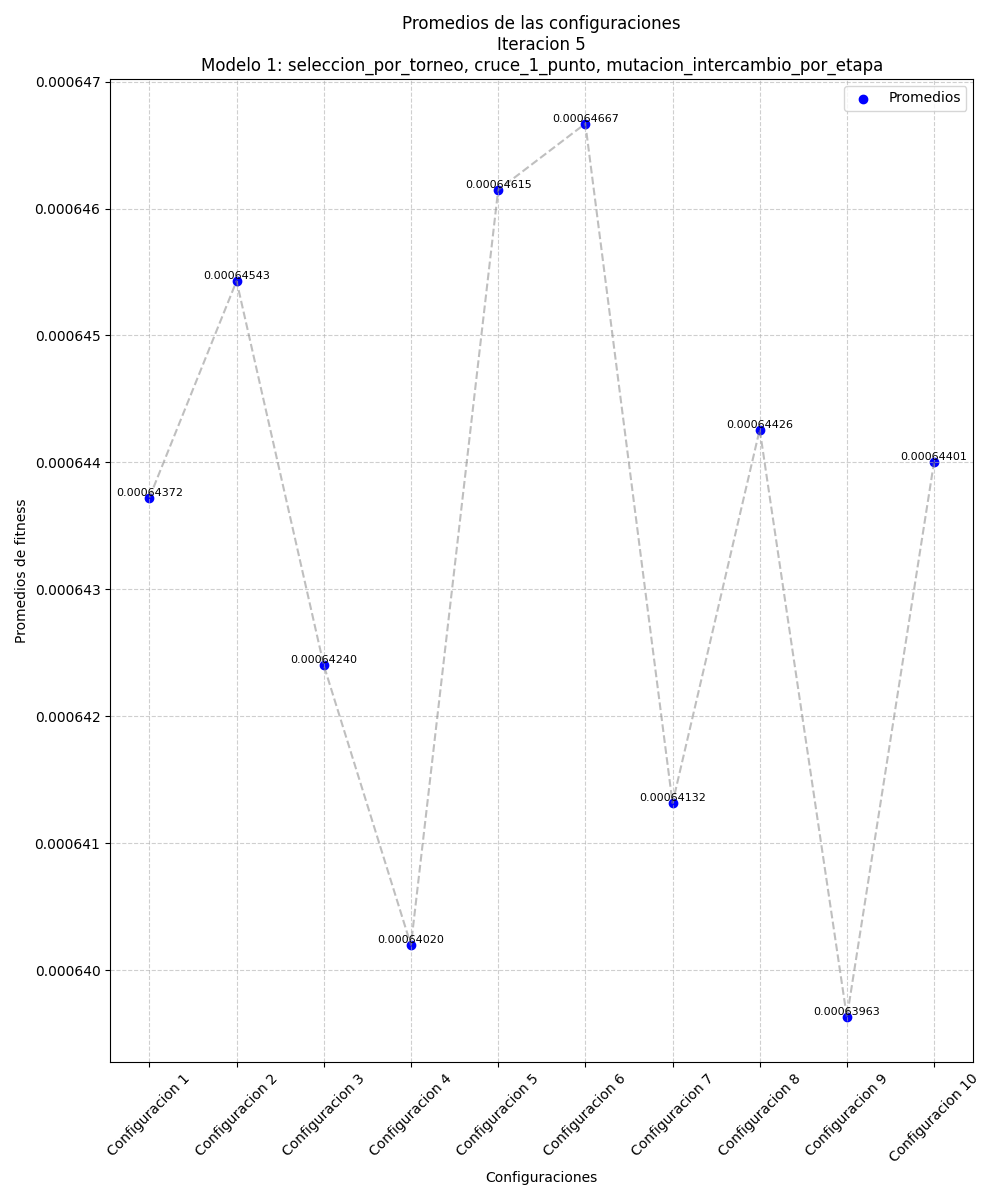 Promedios de las configuraciones
Iteracion 5
Modelo 1: seleccion_por_torneo, cruce_1_punto, mutacion_intercambio_por_etapa
Promedios
0.000647
0.000646
0.000645
0.000644
0.000643
0.000642
0.000641
0.000640
Promedios de fitness
0.00064372
0.00064543
0.00064240
0.00064020
0.00064615
0.00064667
0.00064132
0.00064426
0.00063963
0.00064401
Configuracion 1
Configuracion 2
Configuracion 3
Configuracion 4
Configuracion 5
Configuracion 6
Configuracion 7
Configuracion 8
Configuracion 9
Configuracion 10
Configuraciones